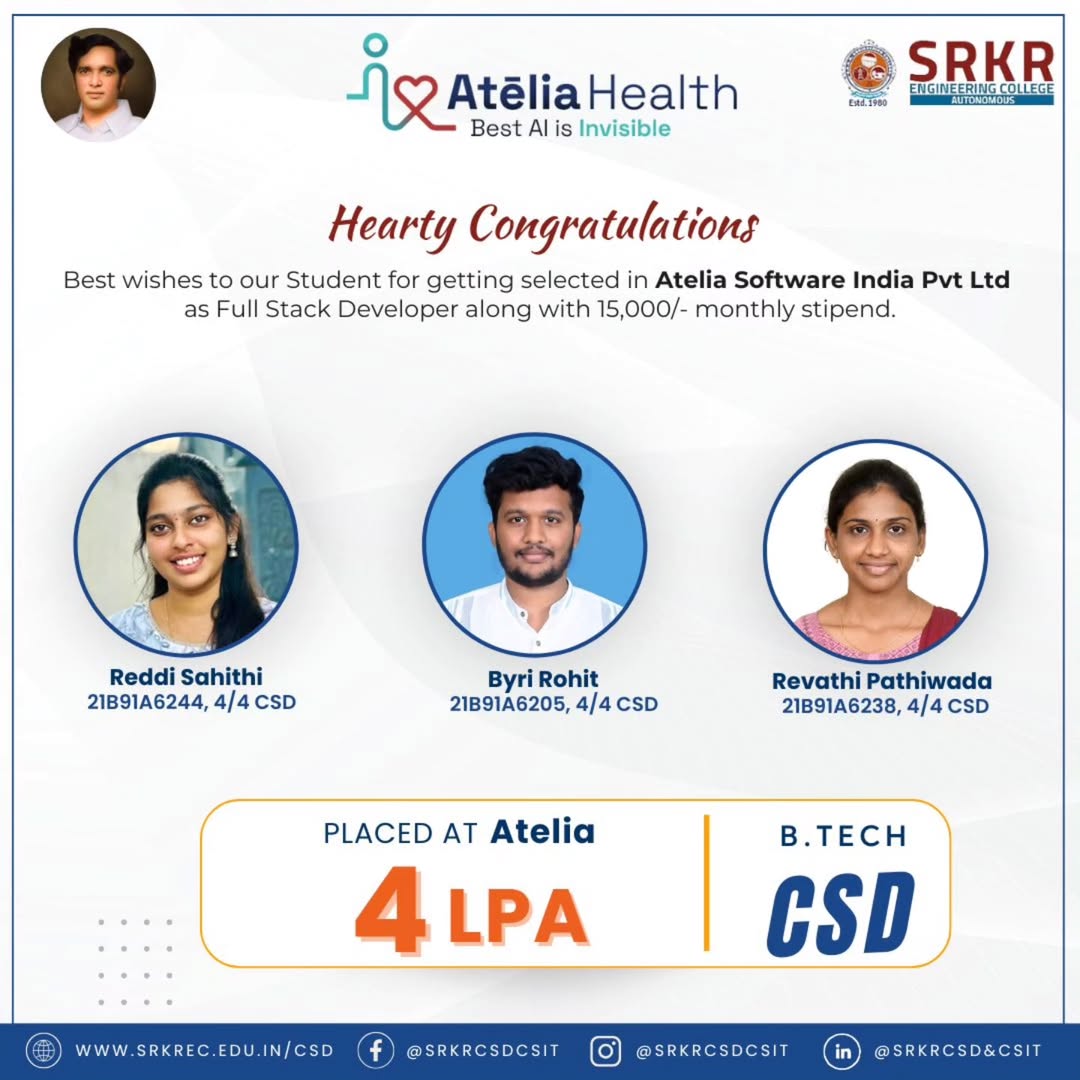 Atēlia Health
Best AI is Invisible
Estd.1980
SRKR
ENGINEERING COLLEGE
AUTONOMOUS
Hearty Congratulations
Best wishes to our Student for getting selected in Atelia Software India Pvt Ltd
as Full Stack Developer along with 15,000/- monthly stipend.
Reddi Sahithi
21B91A6244, 4/4 CSD
Byri Rohit
21B91A6205, 4/4 CSD
Revathi Pathiwada
21B91A6238, 4/4 CSD
PLACED AT Atelia
4 LPA
B.TECH
CSD
WWW.SRKREC.EDU.IN/CSD
@SRKRCSDCSIT
@SRKRCSDCSIT
in
@SRKRCSD&CSIT